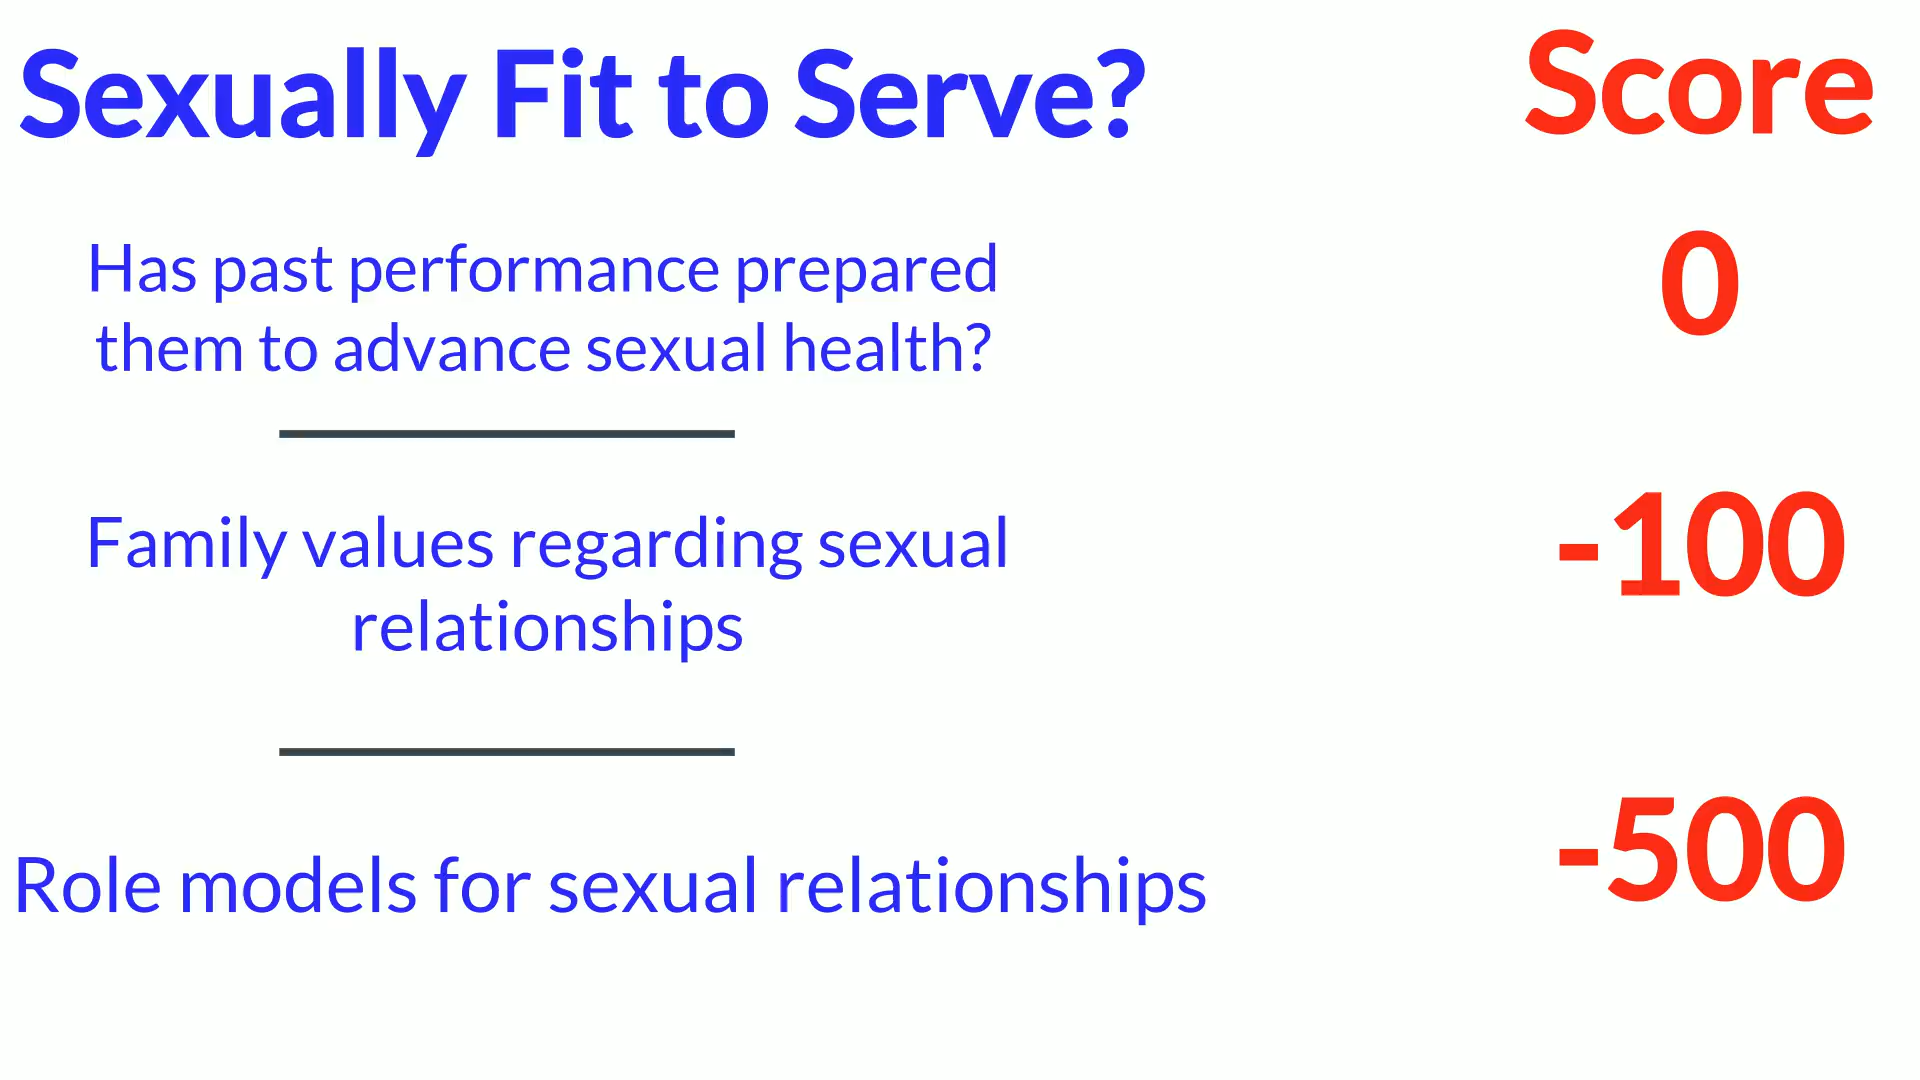 Sexually Fit to Serve? Score
Has past performance prepared 0
them to advance sexual health?
Family values regarding sexual -100
relationships
Role models for sexual relationships -500